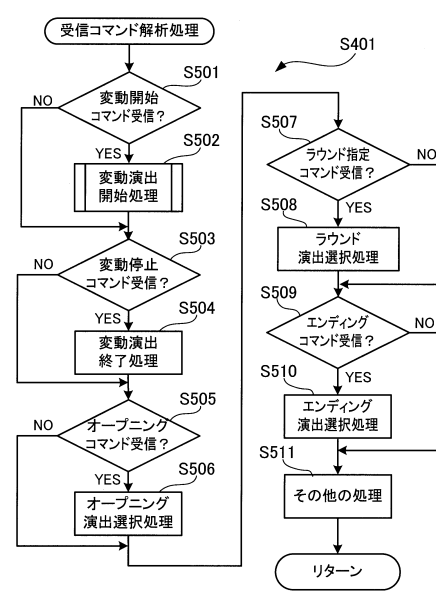 受信コマンド解析処理
S401
S501
変動開始
コマンド受信？
NO
YES
S502
変動演出
開始処理
S503
変動停止
コマンド受信？
NO
YES
S504
変動演出
終了処理
S505
オープニング
コマンド受信？
NO
YES
S506
オープニング
演出選択処理
S507
ラウンド指定
コマンド受信？
NO
YES
S508
ラウンド
演出選択処理
S509
エンディング
コマンド受信？
NO
YES
S510
エンディング
演出選択処理
S511
その他の処理
リターン